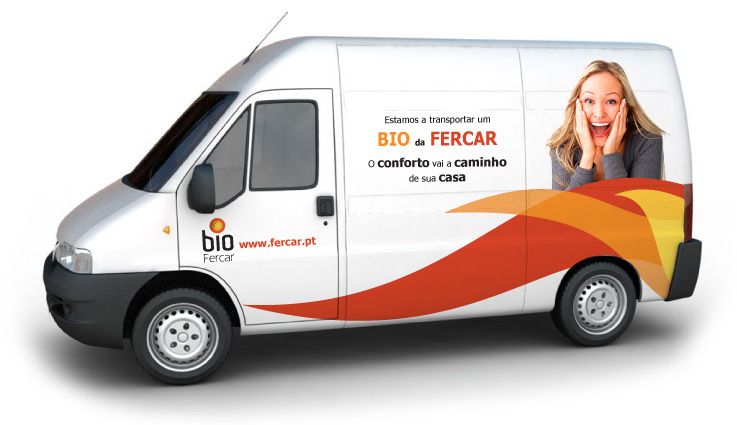 Estamos a transportar um
BIO da FERCAR
O conforto vai a caminho
de sua casa
bio
Fercar
www.fercar.pt